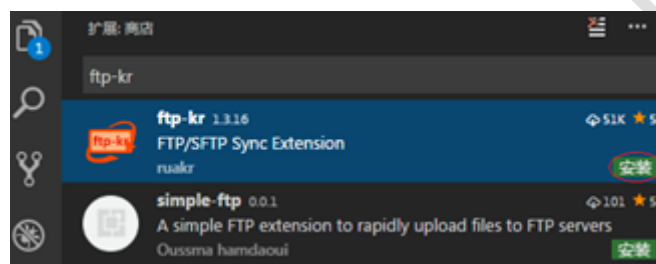 扩展: 商店
1
ftp-kr
ftp-kr 1.3.16 51K ★ 5
ftp-kr FTP/SFTP Sync Extension
ruakr 安装
simple-ftp 0.0.1 101 ★ 5
A simple FTP extension to rapidly upload files to FTP servers
Oussma hamdaoui 安装